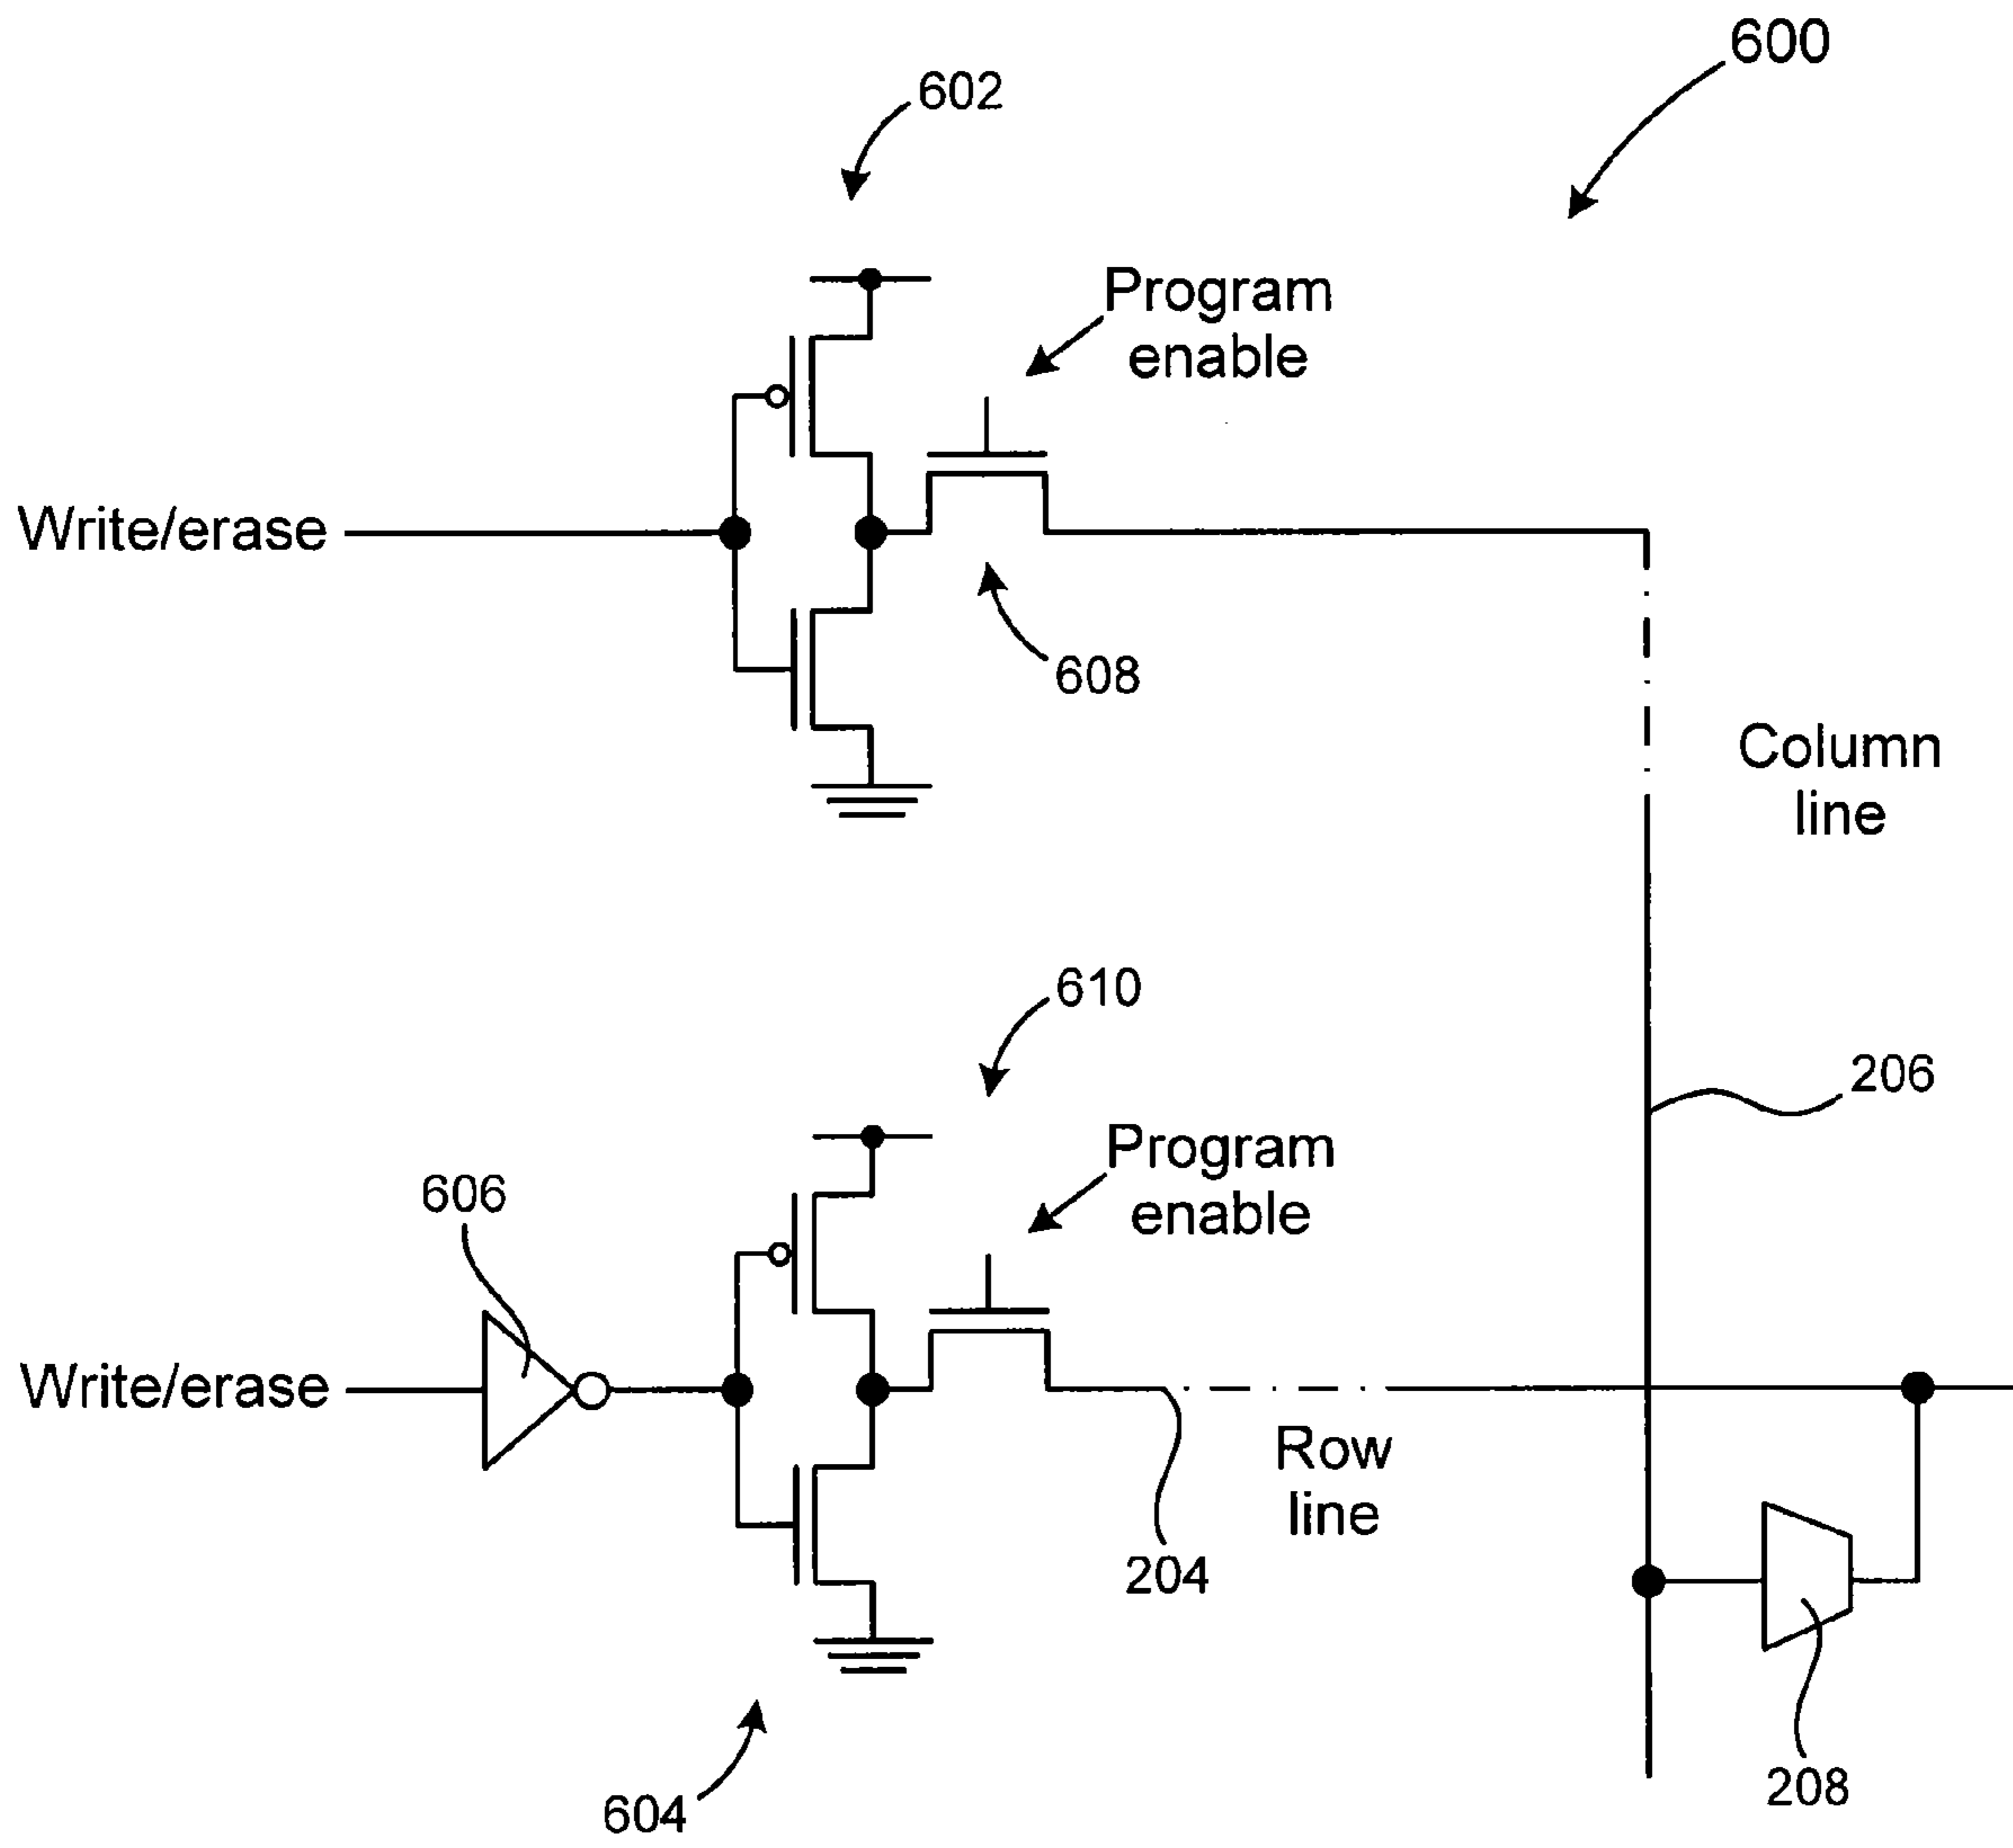 600
602
Program
enable
Write/erase
608
Column
line
610
206
Program
enable
606
Write/erase
Row
line
204
208
604